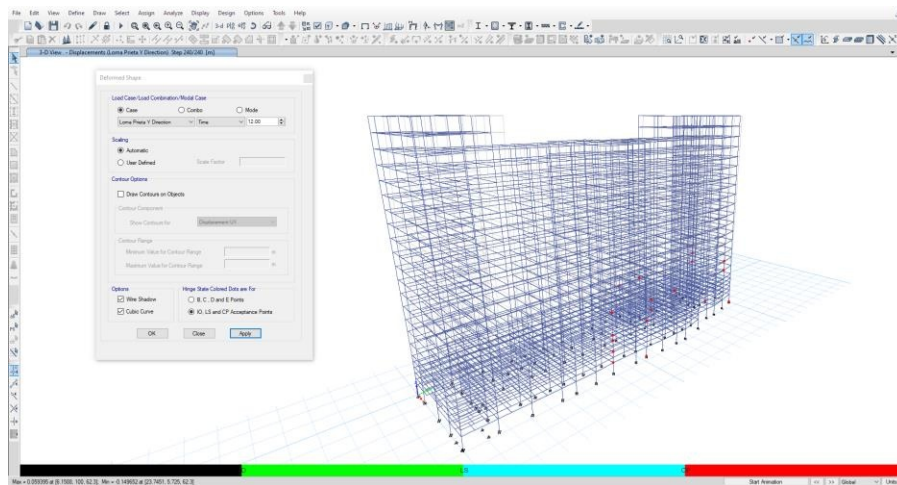 File Edit View Define Draw Select Assign Analyze Display Design Options Tools Help
3-D View - Displacements (Loma Prieta Y Direction) Step 240/240 [m]
Deformed Shape
Load Case/Load Combination/Modal Case
Case Combo Mode
Loma Prieta Y Direction Time 12.00
Scaling
Automatic
User Defined Scale Factor
Contour Options
Draw Contours on Objects
Contour Component
Show Contours for Displacement
Contour Range
Minimum Value for Contour Range m
Maximum Value for Contour Range m
Options Hinge State Colored Dots are For
Wire Shadow B, C, D and E Points
Cubic Curve IO, LS and CP Acceptance Points
OK Close Apply
Start Animation << >> Global Units